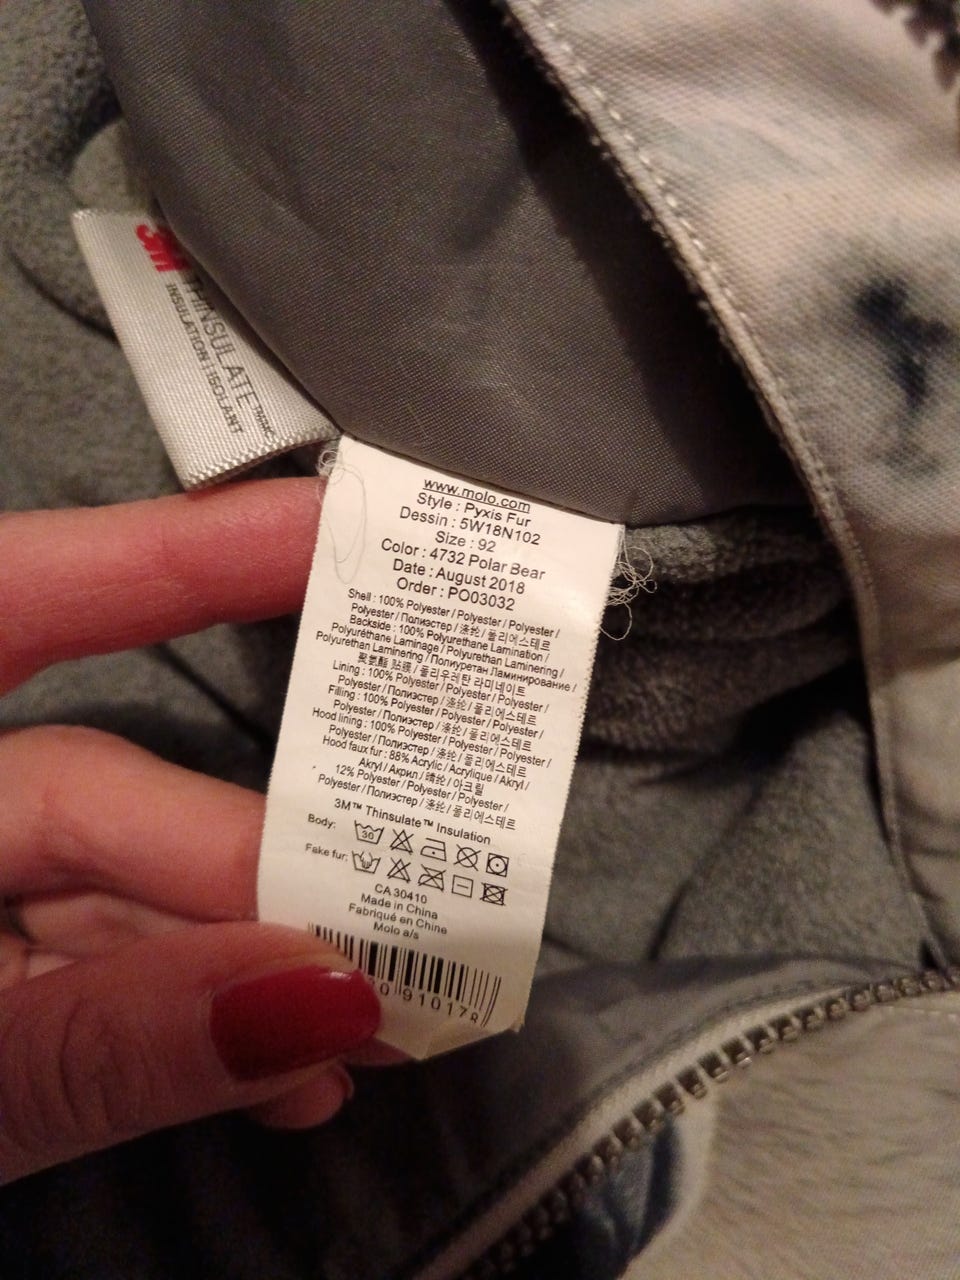 3M
THINSULATE™
INSULATION | ISOLANT
www.molo.com
Style : Pyxis Fur
Dessin : 5W18N102
Size : 92
Color : 4732 Polar Bear
Date : August 2018
Order : PO03032
Shell : 100% Polyester / Polyester / Polyester /
Polyester / Полиэстер / 涤纶 / 폴리에스테르
Backside : 100% Polyurethane Lamination /
Polyuréthane Laminage / Polyurethan Laminering /
Polyurethan Laminering / Полиуретан Ламинирование /
聚氨酯 貼膜 / 폴리우레탄 라미네이트
Lining : 100% Polyester / Polyester / Polyester /
Polyester / Полиэстер / 涤纶 / 폴리에스테르
Filling : 100% Polyester / Polyester / Polyester /
Polyester / Полиэстер / 涤纶 / 폴리에스테르
Hood lining : 100% Polyester / Polyester / Polyester /
Polyester / Полиэстер / 涤纶 / 폴리에스테르
Hood faux fur : 88% Acrylic / Acrylique / Akryl /
Akryl / Акрил / 晴纶 / 아크릴
12% Polyester / Polyester / Polyester /
Polyester / Полиэстер / 涤纶 / 폴리에스테르
3M™ Thinsulate™ Insulation
Body: 30
Fake fur:
CA 30410
Made in China
Fabriqué en Chine
Molo a/s
0 910178